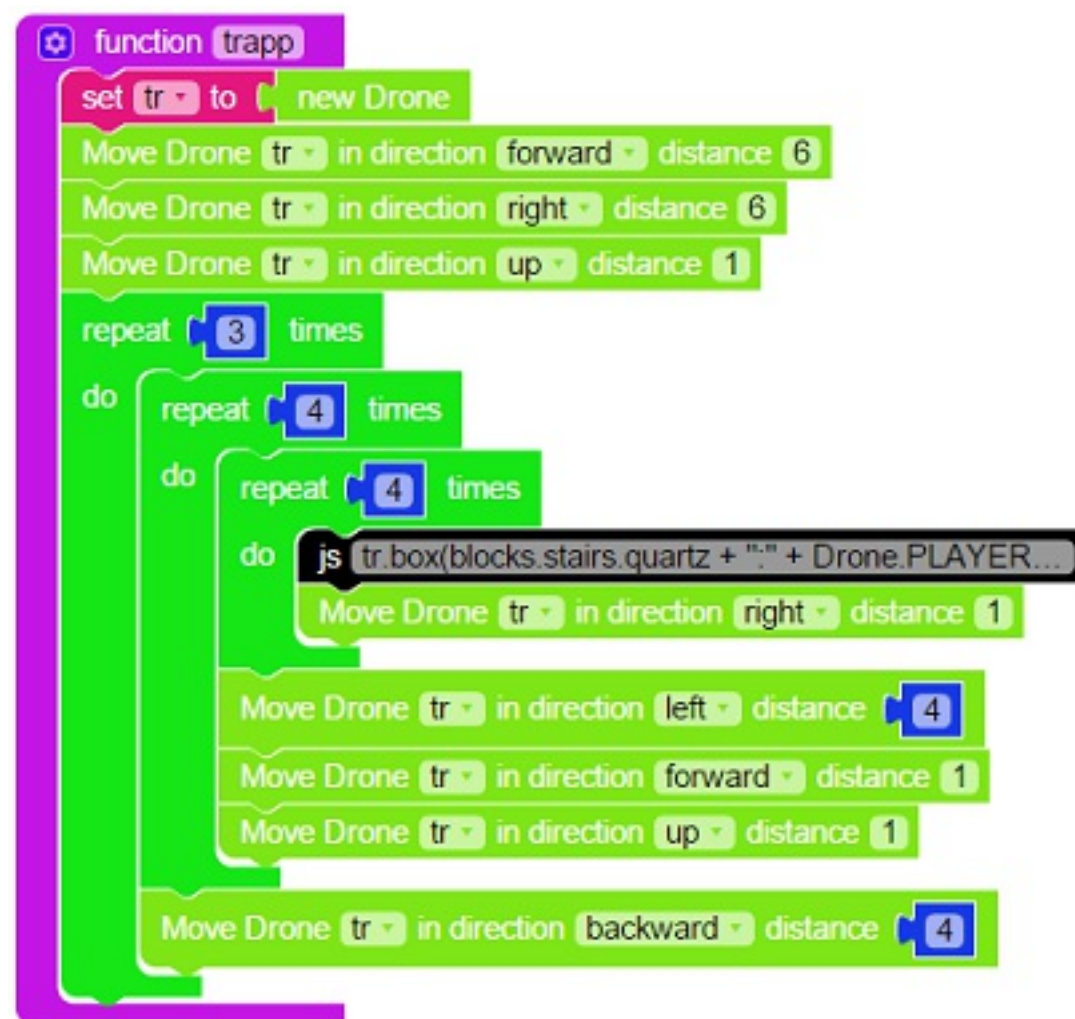 function trapp
set tr to new Drone
Move Drone tr in direction forward distance 6
Move Drone tr in direction right distance 6
Move Drone tr in direction up distance 1
repeat 3 times
do repeat 4 times
do repeat 4 times
do js tr.box(blocks.stairs.quartz + ":" + Drone.PLAYER...
Move Drone tr in direction right distance 1
Move Drone tr in direction left distance 4
Move Drone tr in direction forward distance 1
Move Drone tr in direction up distance 1
Move Drone tr in direction backward distance 4